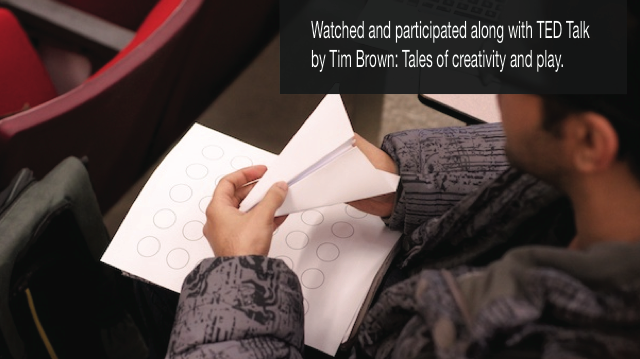 Watched and participated along with TED Talk
by Tim Brown: Tales of creativity and play.